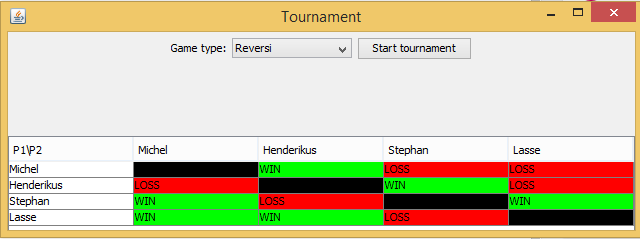 Tournament
Game type: Reversi Start tournament
P1\P2 Michel Henderikus Stephan Lasse
Michel WIN LOSS LOSS
Henderikus LOSS WIN LOSS
Stephan WIN LOSS WIN
Lasse WIN WIN LOSS